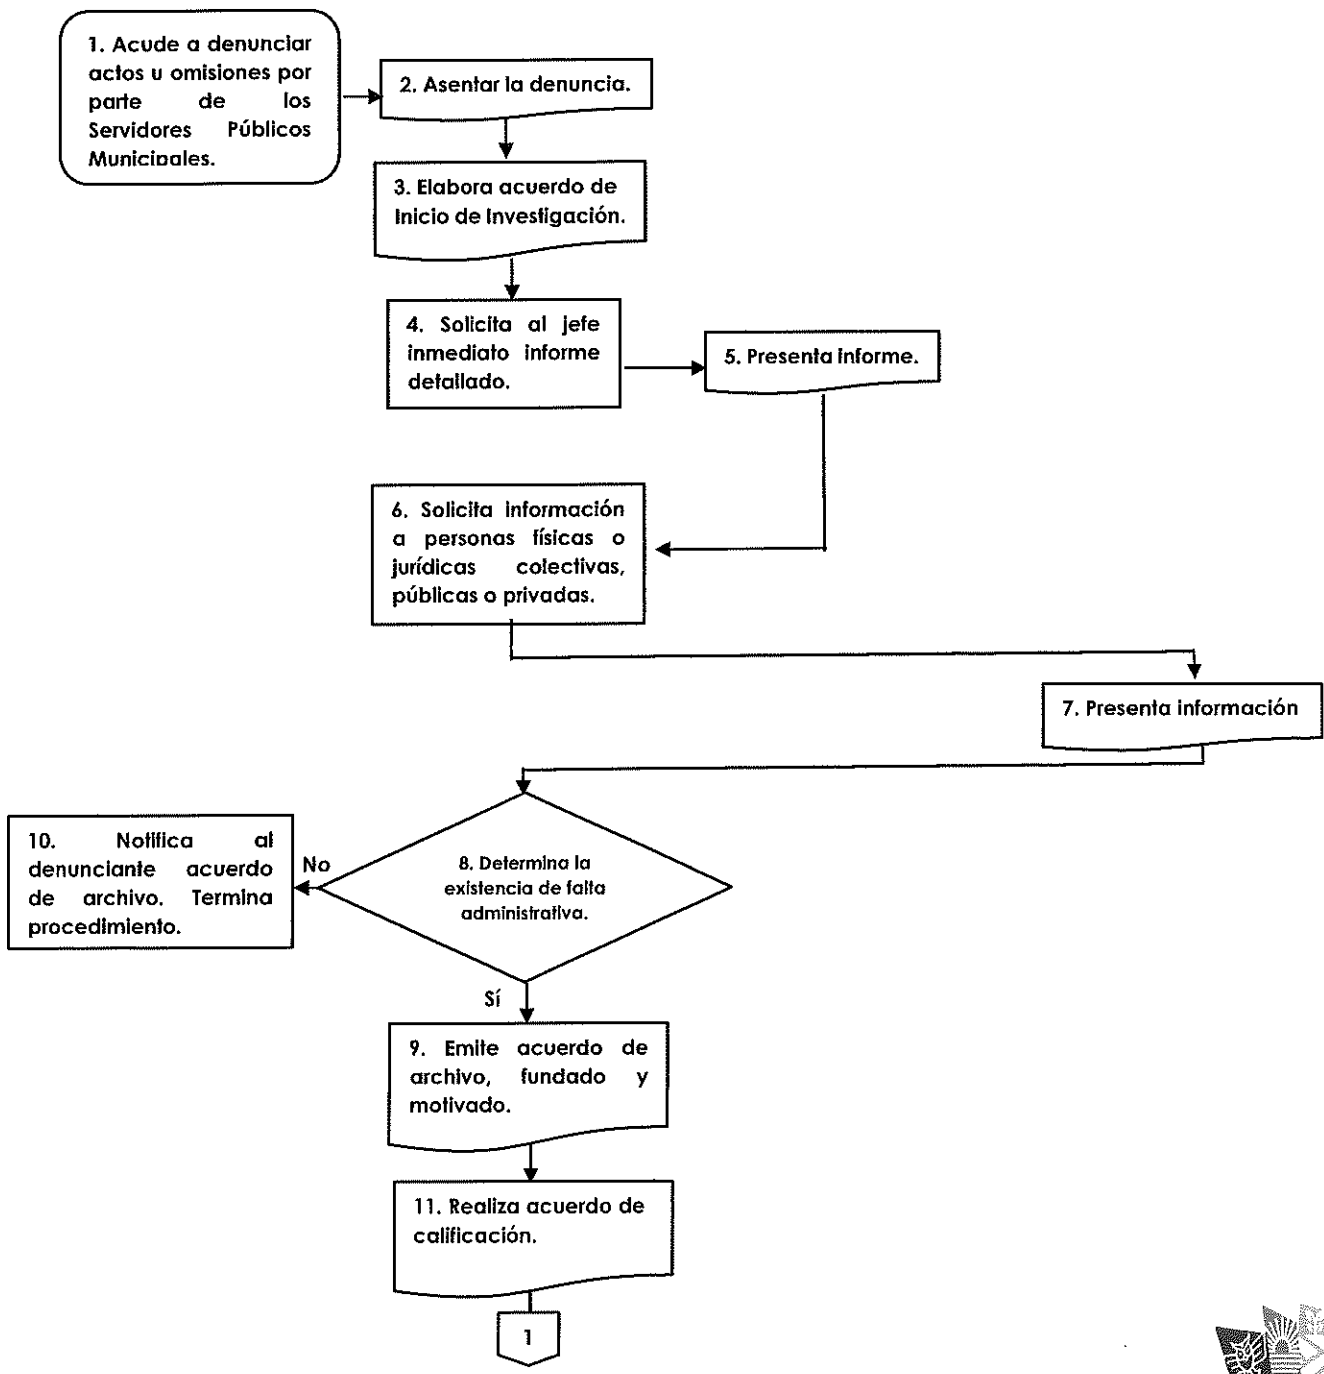 1. Acude a denunciar
actos u omisiones por
parte de los
Servidores Públicos
Municipales.
2. Asentar la denuncia.
3. Elabora acuerdo de
Inicio de Investigación.
4. Solicita al jefe
inmediato informe
detallado.
5. Presenta informe.
6. Solicita información
a personas físicas o
jurídicas colectivas,
públicas o privadas.
7. Presenta información
8. Determina la
existencia de falta
administrativa.
No
10. Notifica al
denunciante acuerdo
de archivo. Termina
procedimiento.
Sí
9. Emite acuerdo de
archivo, fundado y
motivado.
11. Realiza acuerdo de
calificación.
1